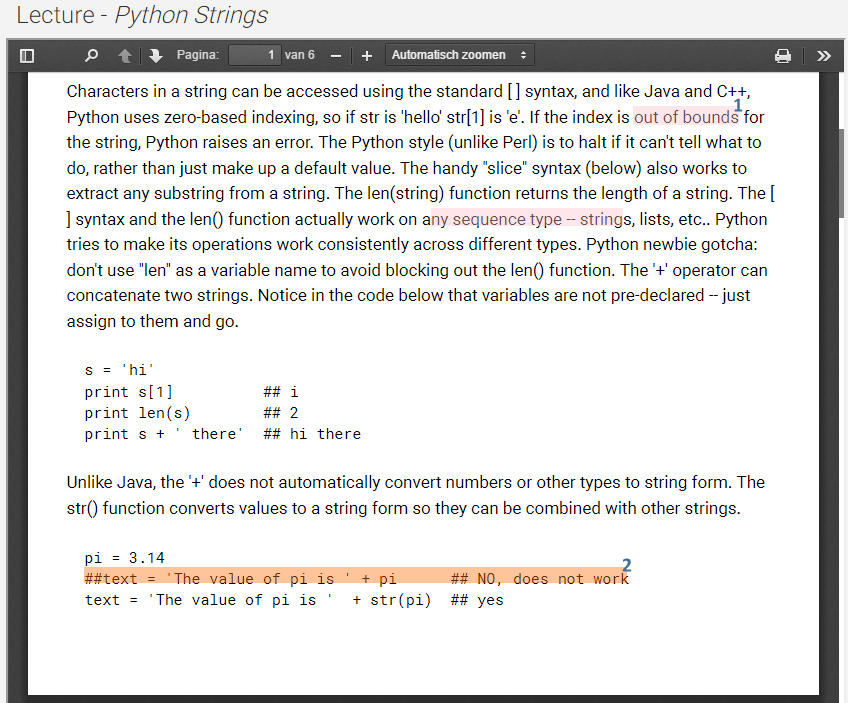 Lecture - Python Strings
Pagina: 1 van 6 − + Automatisch zoomen
Characters in a string can be accessed using the standard [ ] syntax, and like Java and C++,
1
Python uses zero-based indexing, so if str is 'hello' str[1] is 'e'. If the index is out of bounds for
the string, Python raises an error. The Python style (unlike Perl) is to halt if it can't tell what to
do, rather than just make up a default value. The handy "slice" syntax (below) also works to
extract any substring from a string. The len(string) function returns the length of a string. The [
] syntax and the len() function actually work on any sequence type -- strings, lists, etc.. Python
tries to make its operations work consistently across different types. Python newbie gotcha:
don't use "len" as a variable name to avoid blocking out the len() function. The '+' operator can
concatenate two strings. Notice in the code below that variables are not pre-declared -- just
assign to them and go.
s = 'hi'
print s[1]          ## i
print len(s)        ## 2
print s + ' there'  ## hi there
Unlike Java, the '+' does not automatically convert numbers or other types to string form. The
str() function converts values to a string form so they can be combined with other strings.
pi = 3.14
2
##text = 'The value of pi is ' + pi      ## NO, does not work
text = 'The value of pi is '  + str(pi)  ## yes